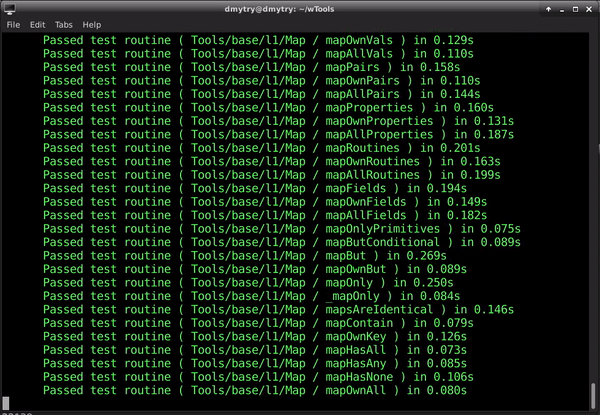 dmytry@dmytry: ~/wTools
File Edit Tabs Help
Passed test routine ( Tools/base/l1/Map / mapOwnVals ) in 0.129s
Passed test routine ( Tools/base/l1/Map / mapAllVals ) in 0.110s
Passed test routine ( Tools/base/l1/Map / mapPairs ) in 0.158s
Passed test routine ( Tools/base/l1/Map / mapOwnPairs ) in 0.110s
Passed test routine ( Tools/base/l1/Map / mapAllPairs ) in 0.144s
Passed test routine ( Tools/base/l1/Map / mapProperties ) in 0.160s
Passed test routine ( Tools/base/l1/Map / mapOwnProperties ) in 0.131s
Passed test routine ( Tools/base/l1/Map / mapAllProperties ) in 0.187s
Passed test routine ( Tools/base/l1/Map / mapRoutines ) in 0.201s
Passed test routine ( Tools/base/l1/Map / mapOwnRoutines ) in 0.163s
Passed test routine ( Tools/base/l1/Map / mapAllRoutines ) in 0.199s
Passed test routine ( Tools/base/l1/Map / mapFields ) in 0.194s
Passed test routine ( Tools/base/l1/Map / mapOwnFields ) in 0.149s
Passed test routine ( Tools/base/l1/Map / mapAllFields ) in 0.182s
Passed test routine ( Tools/base/l1/Map / mapOnlyPrimitives ) in 0.075s
Passed test routine ( Tools/base/l1/Map / mapButConditional ) in 0.089s
Passed test routine ( Tools/base/l1/Map / mapBut ) in 0.269s
Passed test routine ( Tools/base/l1/Map / mapOwnBut ) in 0.089s
Passed test routine ( Tools/base/l1/Map / mapOnly ) in 0.250s
Passed test routine ( Tools/base/l1/Map / _mapOnly ) in 0.084s
Passed test routine ( Tools/base/l1/Map / mapsAreIdentical ) in 0.146s
Passed test routine ( Tools/base/l1/Map / mapContain ) in 0.079s
Passed test routine ( Tools/base/l1/Map / mapOwnKey ) in 0.126s
Passed test routine ( Tools/base/l1/Map / mapHasAll ) in 0.073s
Passed test routine ( Tools/base/l1/Map / mapHasAny ) in 0.085s
Passed test routine ( Tools/base/l1/Map / mapHasNone ) in 0.106s
Passed test routine ( Tools/base/l1/Map / mapOwnAll ) in 0.080s